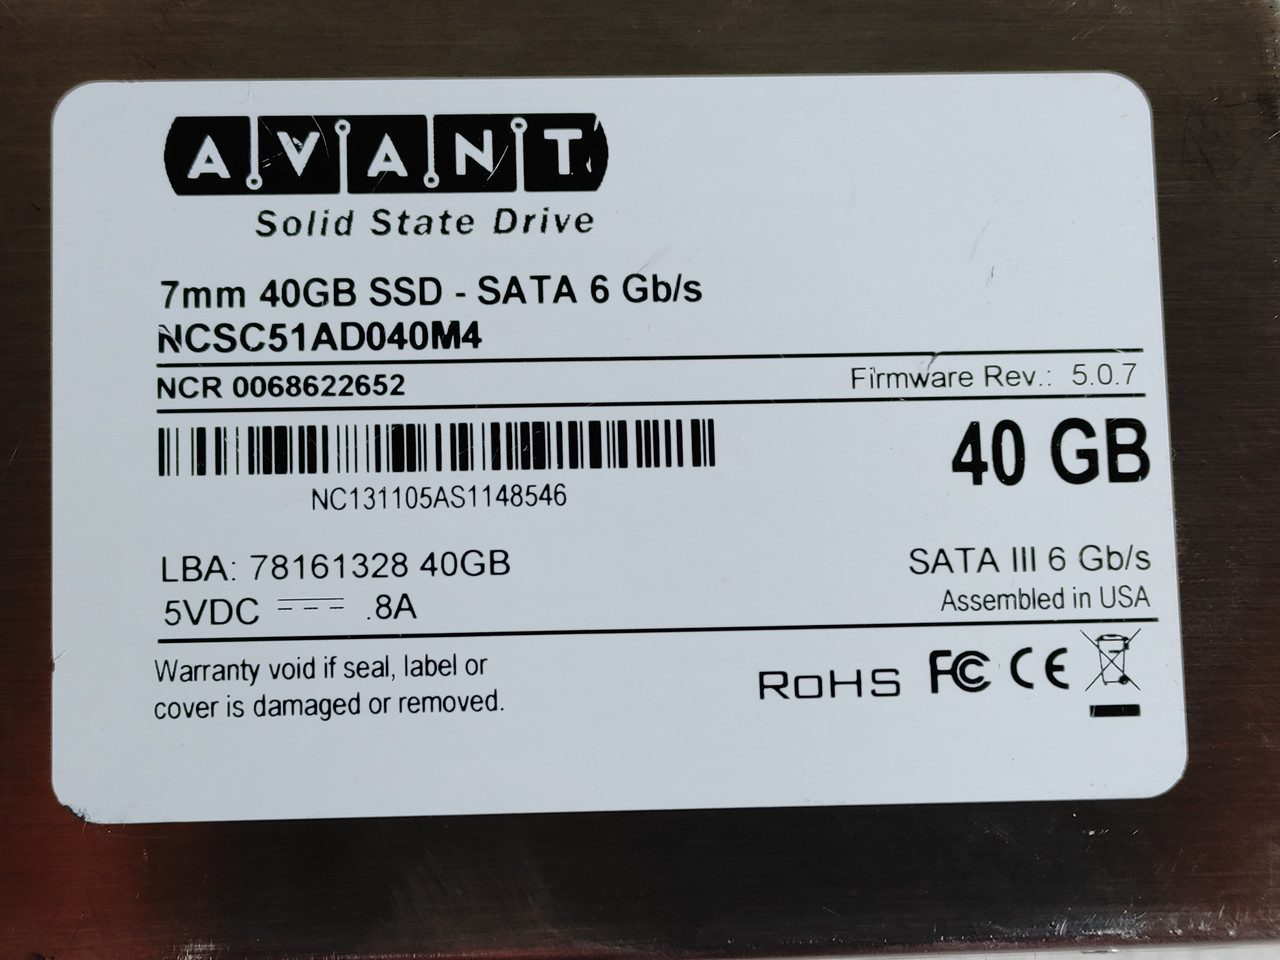 AVANT
Solid State Drive
7mm 40GB SSD - SATA 6 Gb/s
NCSC51AD040M4
NCR 0068622652
Firmware Rev.: 5.0.7
40 GB
NC131105AS1148546
LBA: 78161328 40GB
5VDC .8A
SATA III 6 Gb/s
Assembled in USA
Warranty void if seal, label or
cover is damaged or removed.
RoHS FC CE